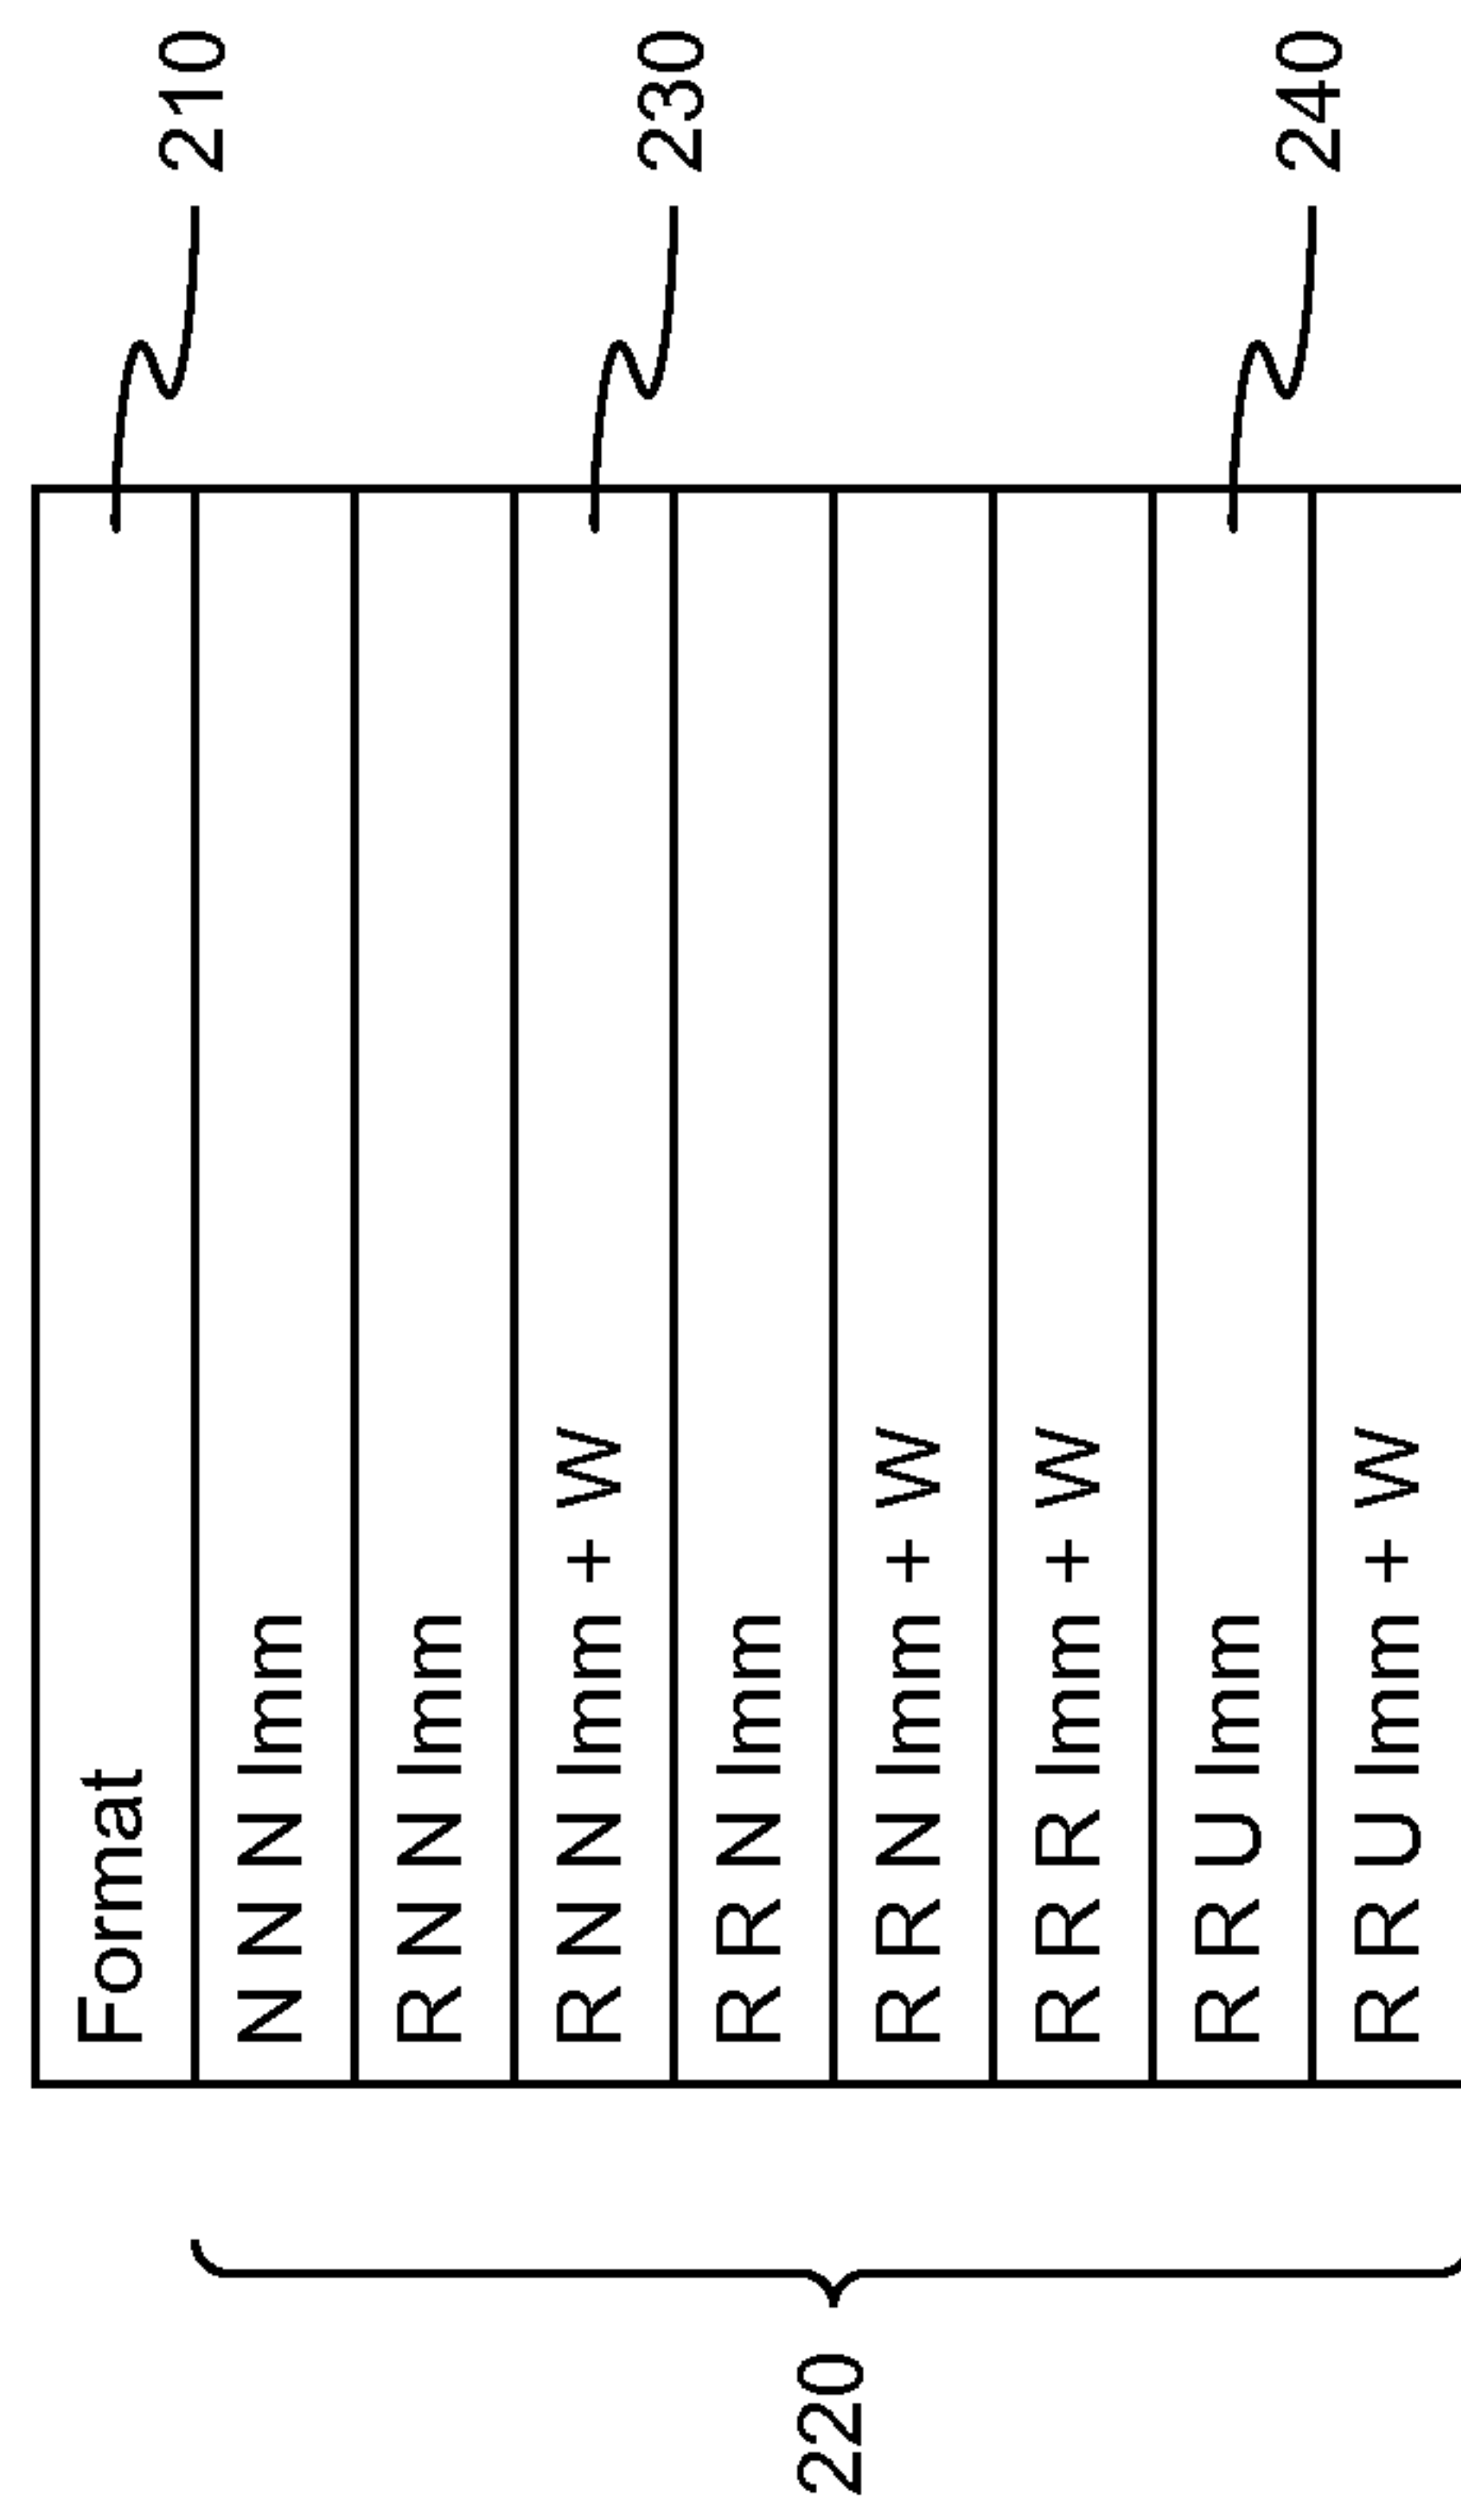 Format 210
N N N Imm
R N N Imm
R N N Imm + W 230
R R N Imm
220
R R N Imm + W
R R R Imm + W
R R U Imm 240
R R U Imm + W